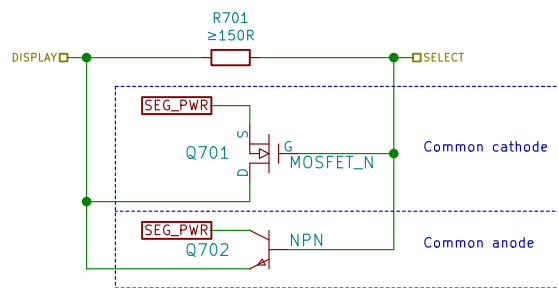 R701
≥150R
DISPLAY
SELECT
SEG_PWR
S
Q701
G
MOSFET_N
D
Common cathode
SEG_PWR
Q702
NPN
Common anode